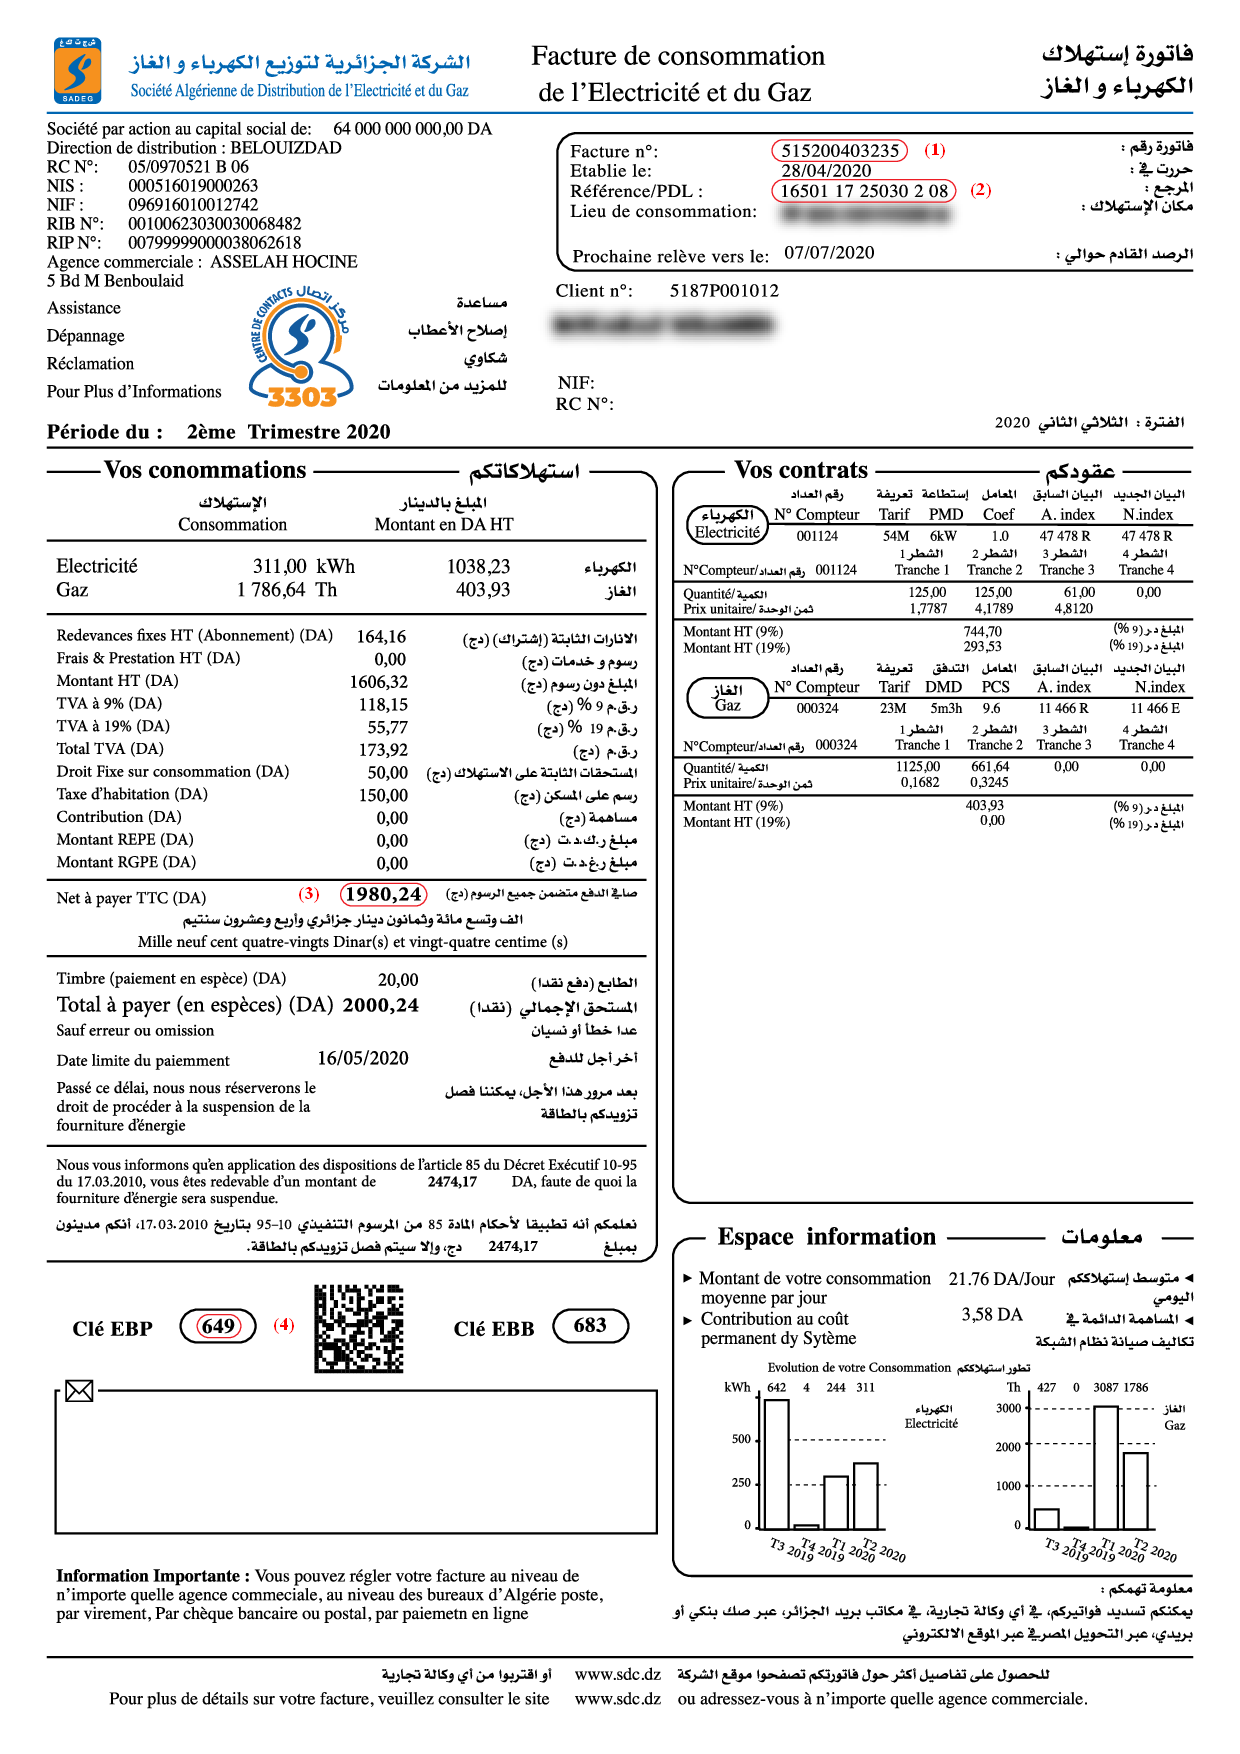 ش ج ت ك غ
SADEG
الشركة الجزائرية لتوزيع الكهرباء و الغاز
Société Algérienne de Distribution de l'Electricité et du Gaz
Facture de consommation
de l'Electricité et du Gaz
فاتورة إستهلاك
الكهرباء و الغاز
Société par action au capital social de: 64 000 000 000,00 DA
Direction de distribution : BELOUIZDAD
RC N°: 05/0970521 B 06
NIS : 000516019000263
NIF : 096916010012742
RIB N°: 00100623030030068482
RIP N°: 00799999000038062618
Agence commerciale : ASSELAH HOCINE
5 Bd M Benboulaid
Assistance مساعدة
Dépannage إصلاح الأعطاب
Réclamation شكاوي
Pour Plus d'Informations للمزيد من المعلومات
CENTRE DE CONTACTS مركز اتصال
3303
Facture n°: 515200403235 (1) فاتورة رقم :
Etablie le: 28/04/2020 حررت في :
Référence/PDL : 16501 17 25030 2 08 (2) المرجع :
Lieu de consommation: مكان الإستهلاك :
Prochaine relève vers le: 07/07/2020 الرصد القادم حوالي :
Client n°: 5187P001012
NIF:
RC N°:
الفترة : الثلاثي الثاني 2020
Période du : 2ème Trimestre 2020
Vos conommations استهلاكاتكم
الإستهلاك المبلغ بالدينار
Consommation Montant en DA HT
Electricité 311,00 kWh 1038,23 الكهرباء
Gaz 1 786,64 Th 403,93 الغاز
Redevances fixes HT (Abonnement) (DA) 164,16 الاتارات الثابتة (إشتراك) (دج)
Frais & Prestation HT (DA) 0,00 رسوم و خدمات (دج)
Montant HT (DA) 1606,32 المبلغ دون رسوم (دج)
TVA à 9% (DA) 118,15 ر.ق.م 9 % (دج)
TVA à 19% (DA) 55,77 ر.ق.م 19 % (دج)
Total TVA (DA) 173,92 ر.ق.م (دج)
Droit Fixe sur consommation (DA) 50,00 المستحقات الثابتة على الاستهلاك (دج)
Taxe d'habitation (DA) 150,00 رسم على المسكن (دج)
Contribution (DA) 0,00 مساهمة (دج)
Montant REPE (DA) 0,00 مبلغ ر.ك.د.ت (دج)
Montant RGPE (DA) 0,00 مبلغ ر.غ.د.ت (دج)
Net à payer TTC (DA) (3) 1980,24 صافي الدفع متضمن جميع الرسوم (دج)
الف وتسع مائة وثمانون دينار جزائري وأربع وعشرون سنتيم
Mille neuf cent quatre-vingts Dinar(s) et vingt-quatre centime (s)
Timbre (paiement en espèce) (DA) 20,00 الطابع (دفع نقدا)
Total à payer (en espèces) (DA) 2000,24 المستحق الإجمالي (نقدا)
Sauf erreur ou omission عدا خطأ أو نسيان
Date limite du paiemment 16/05/2020 آخر أجل للدفع
Passé ce délai, nous nous réserverons le
droit de procéder à la suspension de la
fourniture d'énergie
بعد مرور هذا الأجل، يمكننا فصل
تزويدكم بالطاقة
Nous vous informons qu'en application des dispositions de l'article 85 du Décret Exécutif 10-95
du 17.03.2010, vous êtes redevable d'un montant de 2474,17 DA, faute de quoi la
fourniture d'énergie sera suspendue.
نعلمكم أنه تطبيقا لأحكام المادة 85 من المرسوم التنفيذي 10–95 بتاريخ 17.03.2010، أنكم مدينون
بمبلغ 2474,17 دج، وإلا سيتم فصل تزويدكم بالطاقة.
Clé EBP 649 (4) Clé EBB 683
Information Importante : Vous pouvez régler votre facture au niveau de
n'importe quelle agence commeciale, au niveau des bureaux d'Algérie poste,
par virement, Par chèque bancaire ou postal, par paiemetn en ligne
Vos contrats عقودكم
رقم العداد تعريفة إستطاعة المعامل البيان السابق البيان الجديد
الكهرباء
Electricité
N° Compteur Tarif PMD Coef A. index N.index
001124 54M 6kW 1.0 47 478 R 47 478 R
الشطر 1 الشطر 2 الشطر 3 الشطر 4
N°Compteur/رقم العداد 001124 Tranche 1 Tranche 2 Tranche 3 Tranche 4
Quantité/الكمية 125,00 125,00 61,00 0,00
Prix unitaire/ثمن الوحدة 1,7787 4,1789 4,8120
Montant HT (9%) 744,70 المبلغ د.ر (9 %)
Montant HT (19%) 293,53 المبلغ د.ر (19 %)
رقم العداد تعريفة التدفق المعامل البيان السابق البيان الجديد
الغاز
Gaz
N° Compteur Tarif DMD PCS A. index N.index
000324 23M 5m3h 9.6 11 466 R 11 466 E
الشطر 1 الشطر 2 الشطر 3 الشطر 4
N°Compteur/رقم العداد 000324 Tranche 1 Tranche 2 Tranche 3 Tranche 4
Quantité/الكمية 1125,00 661,64 0,00 0,00
Prix unitaire/ثمن الوحدة 0,1682 0,3245
Montant HT (9%) 403,93 المبلغ د.ر (9 %)
Montant HT (19%) 0,00 المبلغ د.ر (19 %)
Espace information معلومات
Montant de votre consommation 21.76 DA/Jour متوسط إستهلاككم
moyenne par jour اليومي
Contribution au coût 3,58 DA المساهمة الدائمة في
permanent dy Sytème تكاليف صيانة نظام الشبكة
Evolution de votre Consommation تطور استهلاككم
kWh 642 4 244 311
الكهرباء
Electricité
500
250
0
T3 2019 T4 2019 T1 2020 T2 2020
Th 427 0 3087 1786
الغاز
Gaz
3000
2000
1000
0
T3 2019 T4 2019 T1 2020 T2 2020
معلومة تهمكم :
يمكنكم تسديد فواتيركم، في أي وكالة تجارية، في مكاتب بريد الجزائر، عبر صك بنكي أو
بريدي، عبر التحويل المصرفي عبر الموقع الالكتروني
للحصول على تفاصيل أكثر حول فاتورتكم تصفحوا موقع الشركة www.sdc.dz أو اقتربوا من أي وكالة تجارية
Pour plus de détails sur votre facture, veuillez consulter le site www.sdc.dz ou adressez-vous à n'importe quelle agence commerciale.